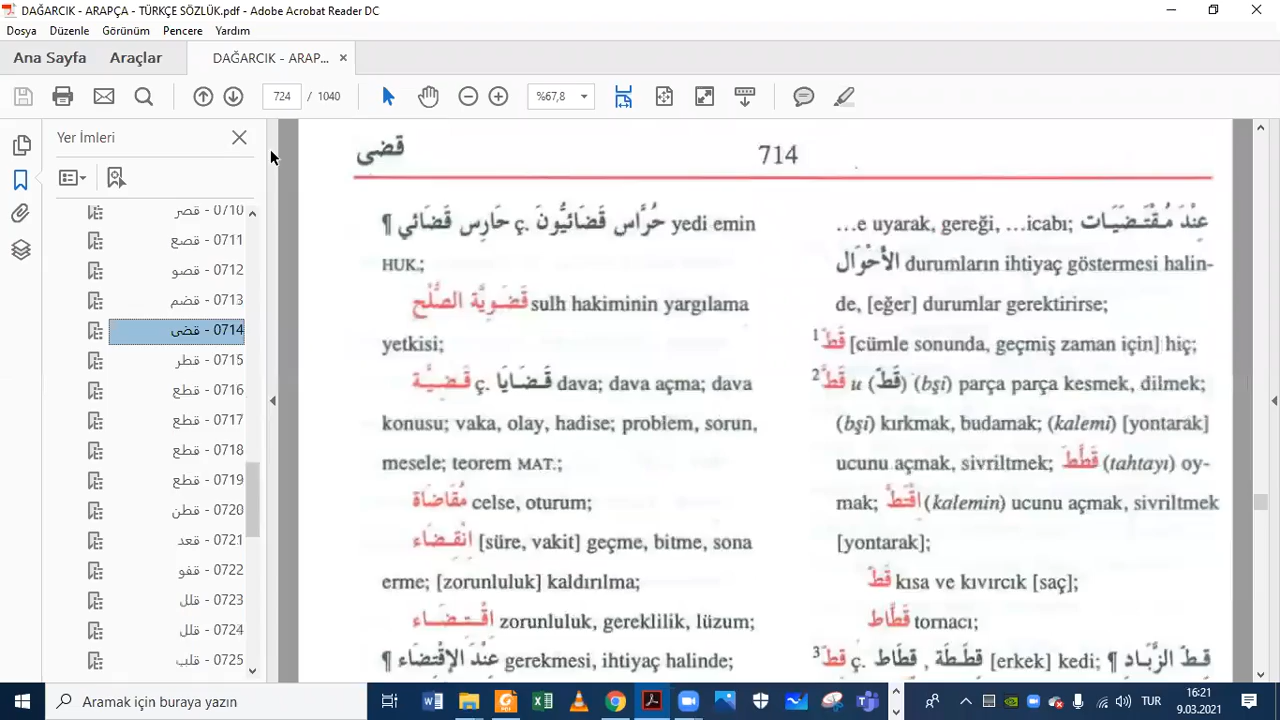 DAĞARCIK - ARAPÇA - TÜRKÇE SÖZLÜK.pdf - Adobe Acrobat Reader DC
Dosya Düzenle Görünüm Pencere Yardım
Ana Sayfa Araçlar DAĞARCIK - ARAP... ×
724 / 1040 %67,8
Yer İmleri
0710 - قصر
0711 - قصع
0712 - قصو
0713 - قضم
0714 - قضى
0715 - قطر
0716 - قطع
0717 - قطع
0718 - قطع
0719 - قطع
0720 - قطن
0721 - قعد
0722 - قفو
0723 - قلل
0724 - قلل
0725 - قلب
قضى 714
¶ حَارِس قَضَائي ç. حُرَّاس قَضَائيُّونَ yedi emin
HUK.;
قَضَوِيَّة الصُّلْح sulh hakiminin yargılama
yetkisi;
قَضِيَّة ç. قَضَايَا dava; dava açma; dava
konusu; vaka, olay, hadise; problem, sorun,
mesele; teorem MAT.;
مُقَاضَاة celse, oturum;
اِنْقِضَاء [süre, vakit] geçme, bitme, sona
erme; [zorunluluk] kaldırılma;
اقْتِضَاء zorunluluk, gereklilik, lüzum;
¶ عَنْدَ الإقْتِضَاء gerekmesi, ihtiyaç halinde;
...e uyarak, gereği, ...icabı; عِنْدَ مُقْتَضَيَات
الأحْوَال durumların ihtiyaç göstermesi halin-
de, [eğer] durumlar gerektirirse;
1 قَطّ [cümle sonunda, geçmiş zaman için] hiç;
2 قَطَّ u (قَطّ) (bşi) parça parça kesmek, dilmek;
(bşi) kırkmak, budamak; (kalemi) [yontarak]
ucunu açmak, sivriltmek; قَطَّطَ (tahtayı) oy-
mak; اِقْتَطَّ (kalemin) ucunu açmak, sivriltmek
[yontarak];
قَطّ kısa ve kıvırcık [saç];
قَطَّاط tornacı;
3 قِطّ ç. قِطَطَة , قِطَاط [erkek] kedi; ¶ قِطّ الزَّبَاد
Aramak için buraya yazın
TUR
16:21
9.03.2021